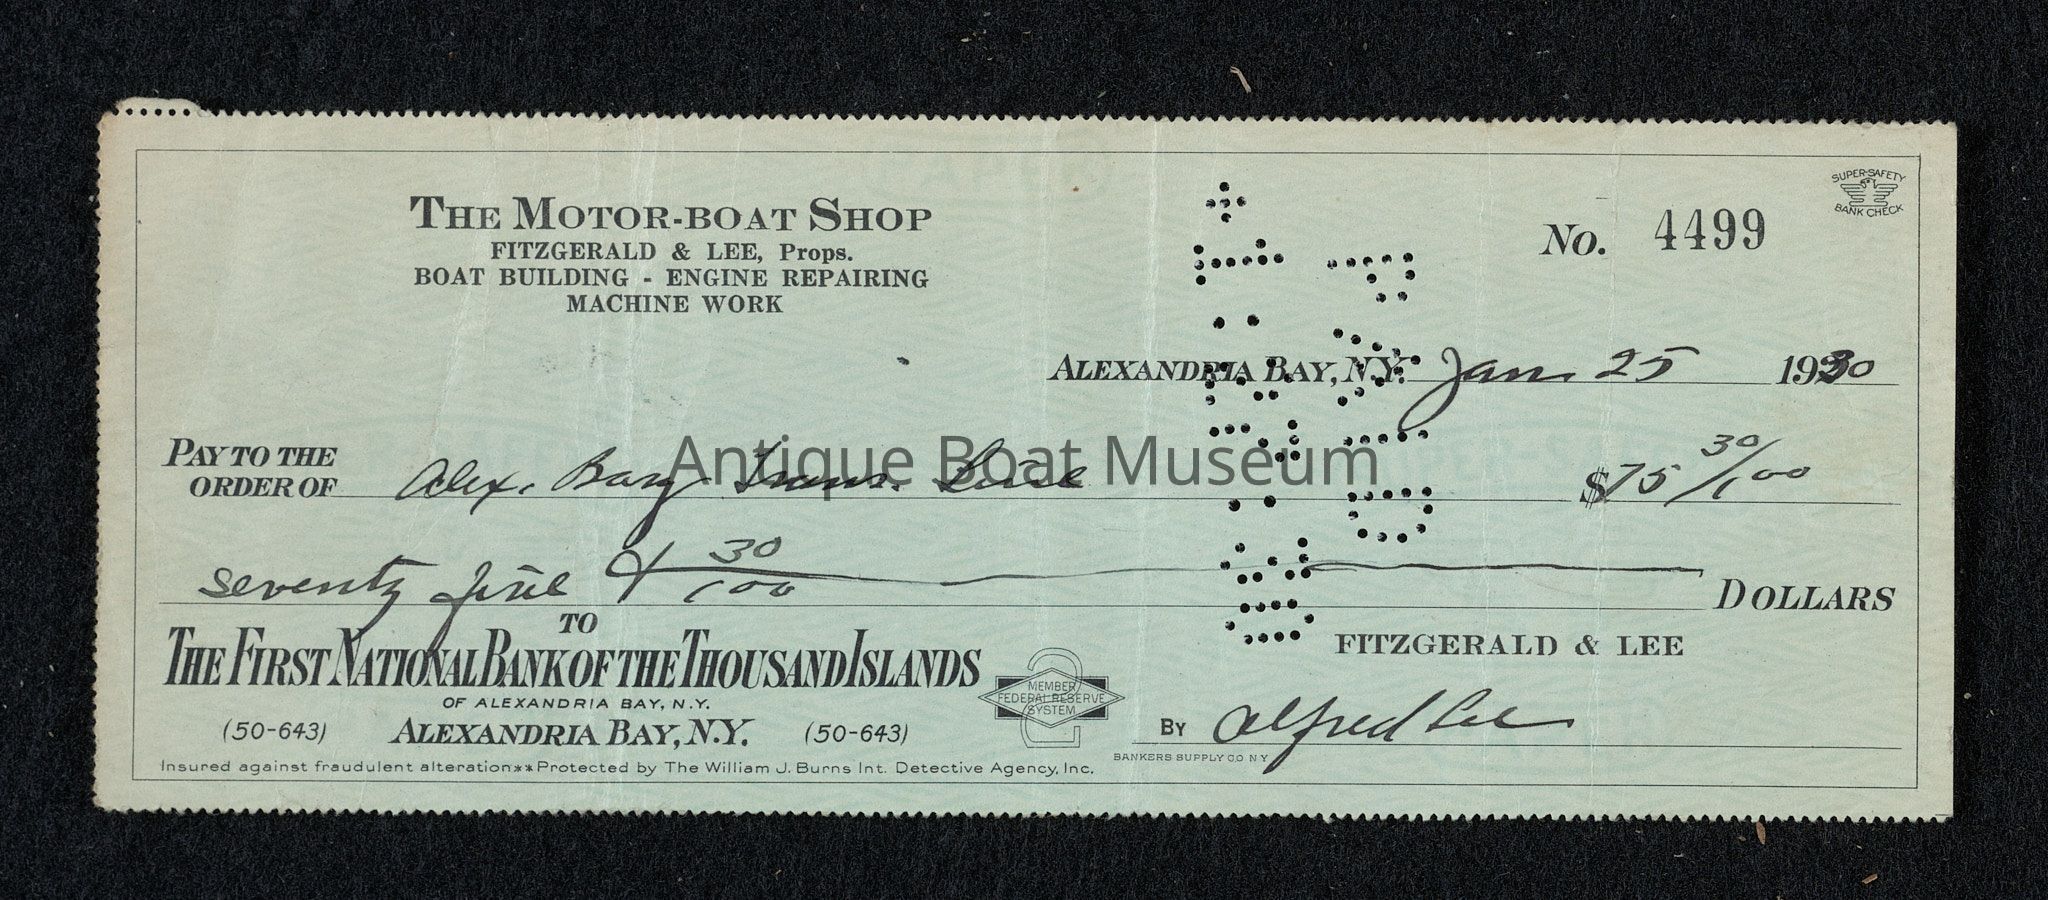 SUPER-SAFETY
BANK CHECK
THE MOTOR-BOAT SHOP
FITZGERALD & LEE, Props.
BOAT BUILDING - ENGINE REPAIRING
MACHINE WORK
No. 4499
ALEXANDRIA BAY, N.Y. Jan. 25 1930
PAY TO THE
ORDER OF Alex. Bay Trans. Line $75 30/100
Antique Boat Museum
Seventy five & 30/100 DOLLARS
TO
THE FIRST NATIONAL BANK OF THE THOUSAND ISLANDS
OF ALEXANDRIA BAY, N.Y.
(50-643) ALEXANDRIA BAY, N.Y. (50-643)
MEMBER
FEDERAL RESERVE
SYSTEM
FITZGERALD & LEE
BY Alfred Lee
BANKERS SUPPLY CO NY
Insured against fraudulent alteration**Protected by The William J. Burns Int. Detective Agency, Inc.